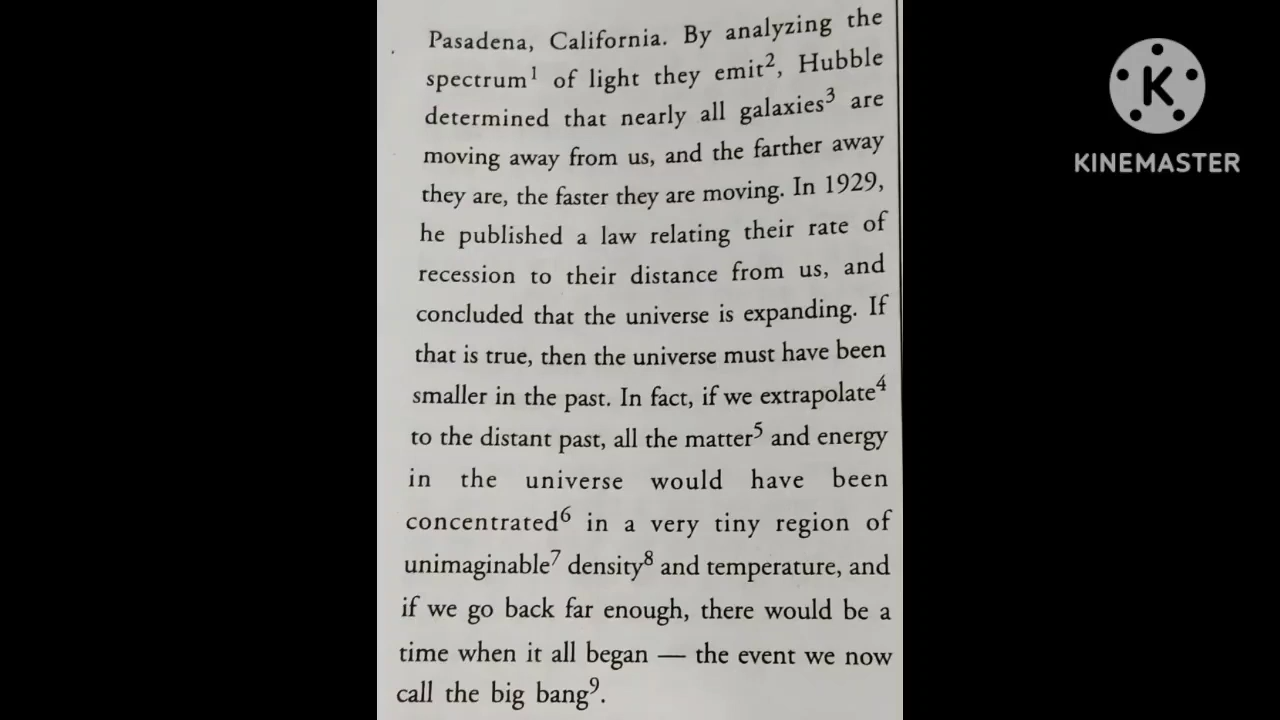 Pasadena, California. By analyzing the
spectrum¹ of light they emit², Hubble
determined that nearly all galaxies³ are
moving away from us, and the farther away
they are, the faster they are moving. In 1929,
he published a law relating their rate of
recession to their distance from us, and
concluded that the universe is expanding. If
that is true, then the universe must have been
smaller in the past. In fact, if we extrapolate⁴
to the distant past, all the matter⁵ and energy
in the universe would have been
concentrated⁶ in a very tiny region of
unimaginable⁷ density⁸ and temperature, and
if we go back far enough, there would be a
time when it all began — the event we now
call the big bang⁹.
K
KINEMASTER